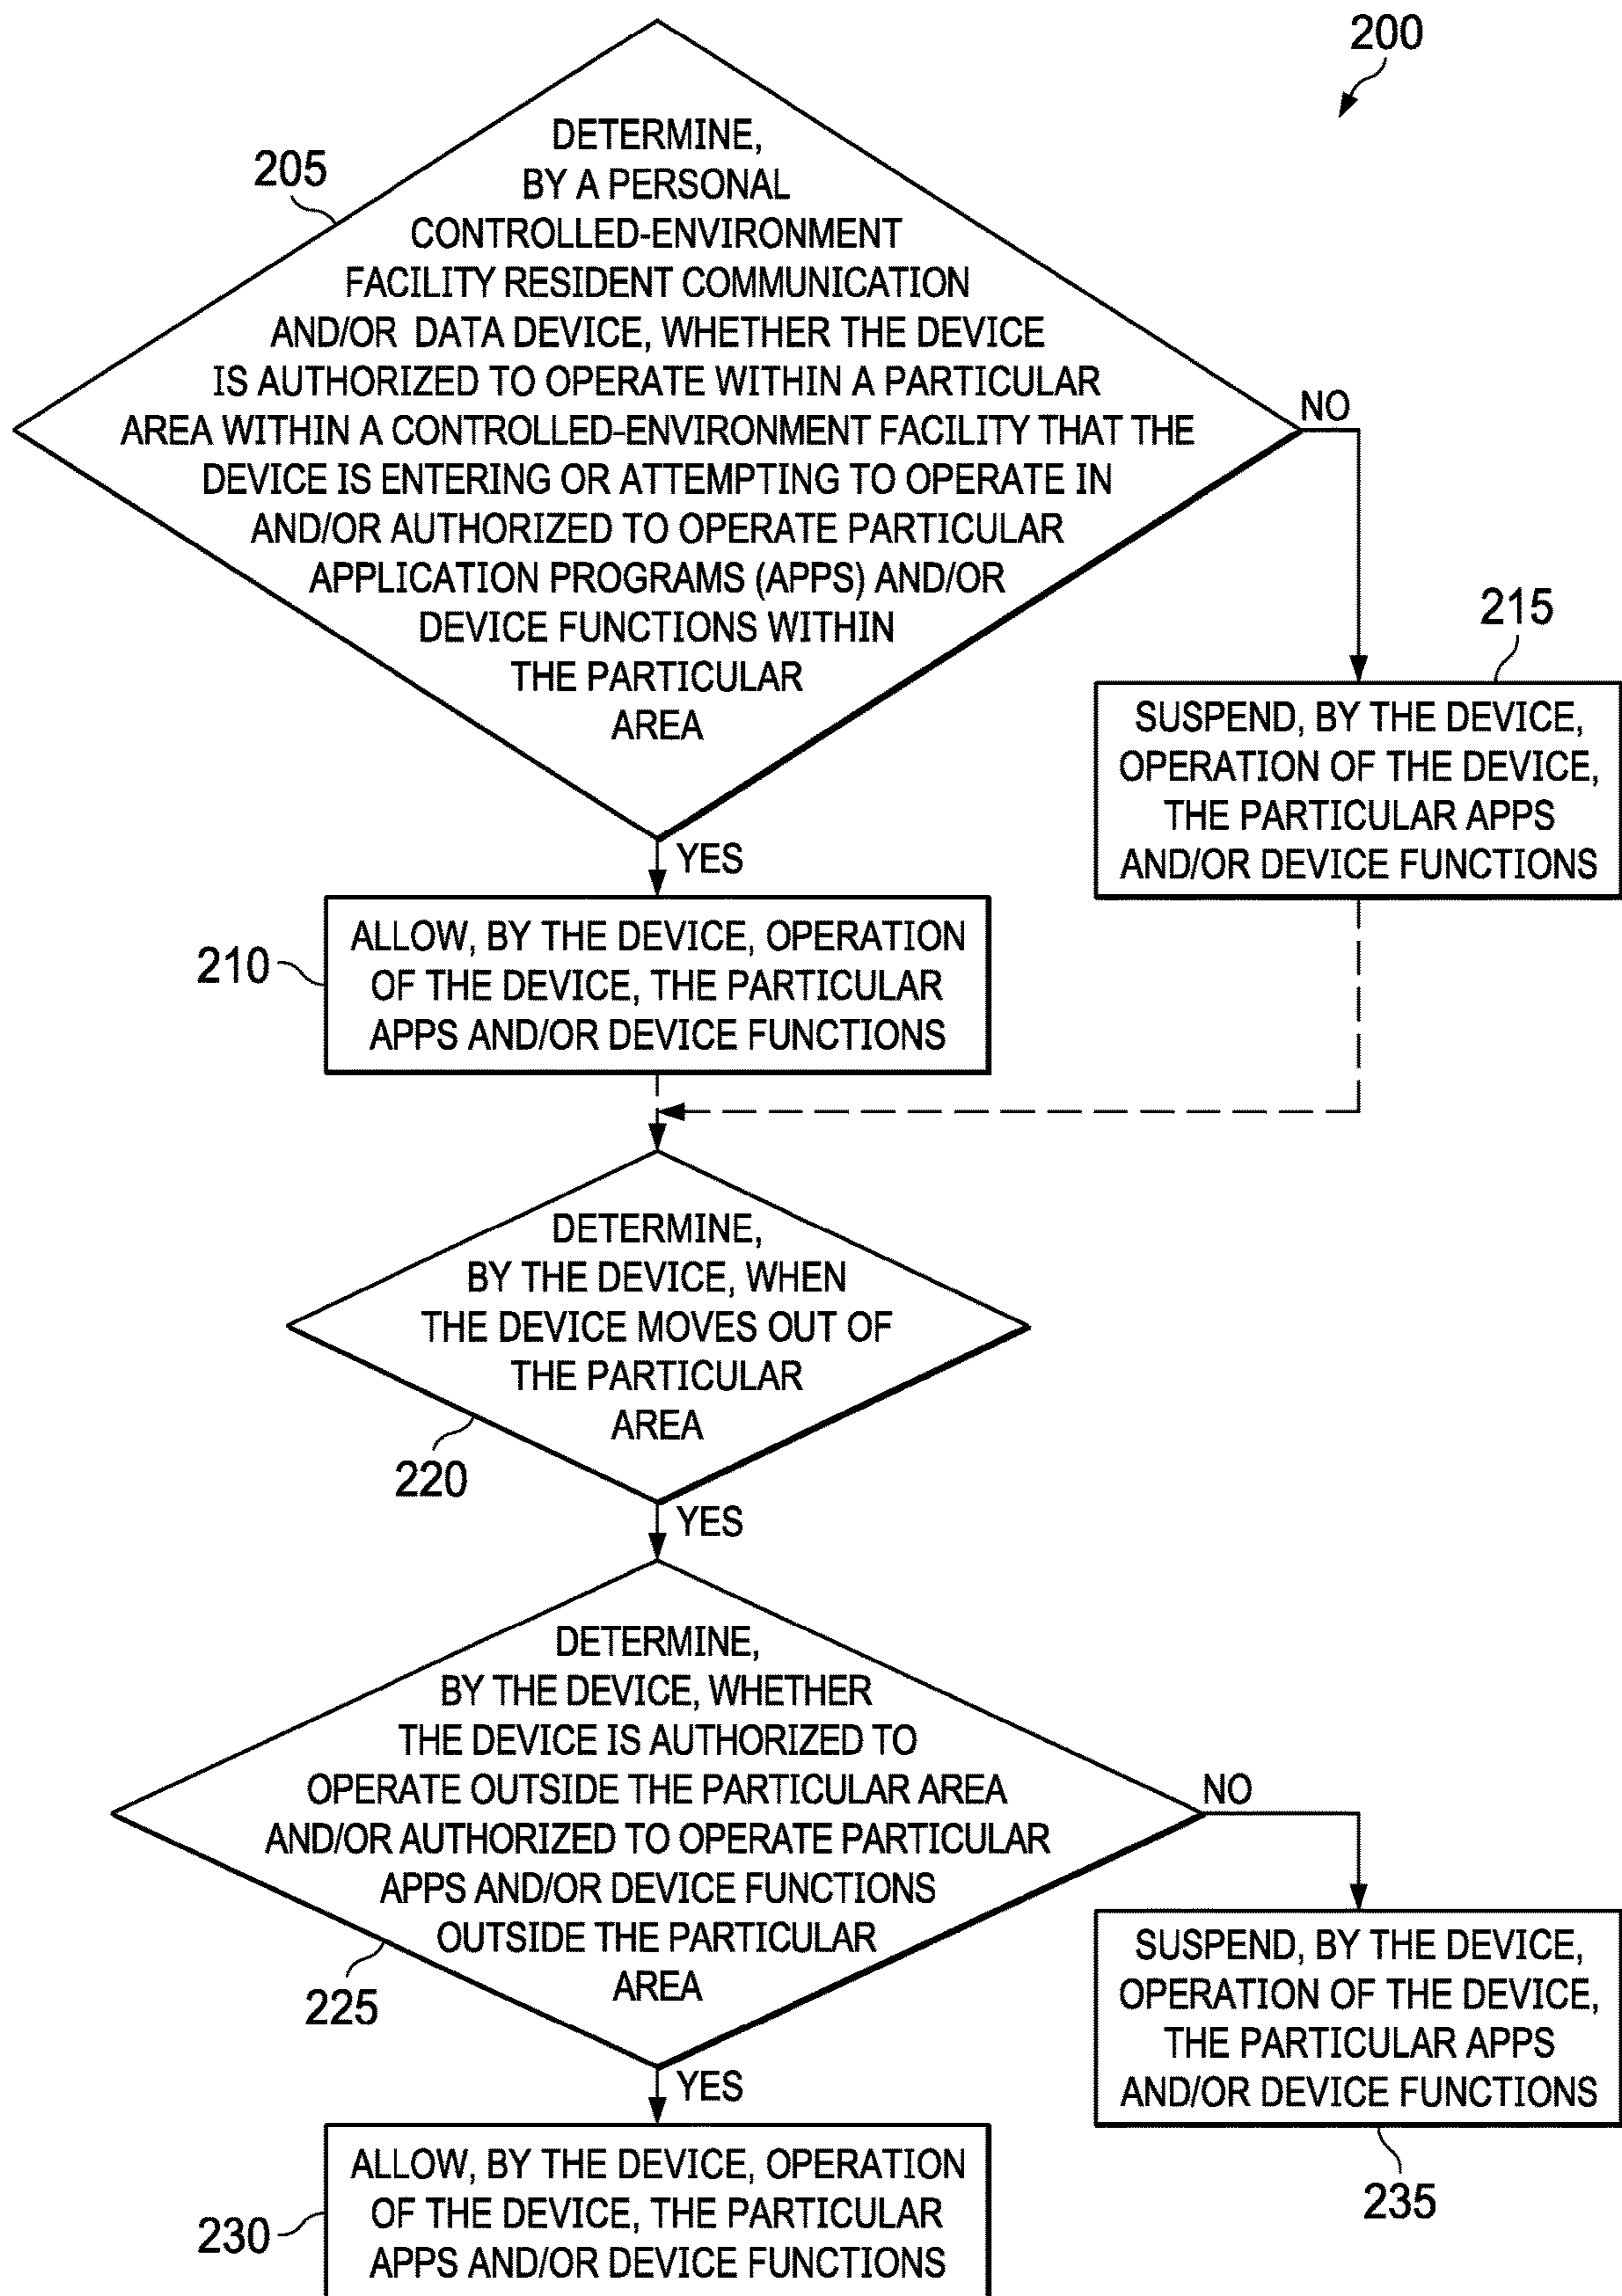 200
205
DETERMINE,
BY A PERSONAL
CONTROLLED-ENVIRONMENT
FACILITY RESIDENT COMMUNICATION
AND/OR DATA DEVICE, WHETHER THE DEVICE
IS AUTHORIZED TO OPERATE WITHIN A PARTICULAR
AREA WITHIN A CONTROLLED-ENVIRONMENT FACILITY THAT THE
DEVICE IS ENTERING OR ATTEMPTING TO OPERATE IN
AND/OR AUTHORIZED TO OPERATE PARTICULAR
APPLICATION PROGRAMS (APPS) AND/OR
DEVICE FUNCTIONS WITHIN
THE PARTICULAR
AREA
NO
215
SUSPEND, BY THE DEVICE,
OPERATION OF THE DEVICE,
THE PARTICULAR APPS
AND/OR DEVICE FUNCTIONS
YES
210
ALLOW, BY THE DEVICE, OPERATION
OF THE DEVICE, THE PARTICULAR
APPS AND/OR DEVICE FUNCTIONS
DETERMINE,
BY THE DEVICE, WHEN
THE DEVICE MOVES OUT OF
THE PARTICULAR
AREA
220
YES
DETERMINE,
BY THE DEVICE, WHETHER
THE DEVICE IS AUTHORIZED TO
OPERATE OUTSIDE THE PARTICULAR AREA
AND/OR AUTHORIZED TO OPERATE PARTICULAR
APPS AND/OR DEVICE FUNCTIONS
OUTSIDE THE PARTICULAR
AREA
225
NO
SUSPEND, BY THE DEVICE,
OPERATION OF THE DEVICE,
THE PARTICULAR APPS
AND/OR DEVICE FUNCTIONS
235
YES
230
ALLOW, BY THE DEVICE, OPERATION
OF THE DEVICE, THE PARTICULAR
APPS AND/OR DEVICE FUNCTIONS